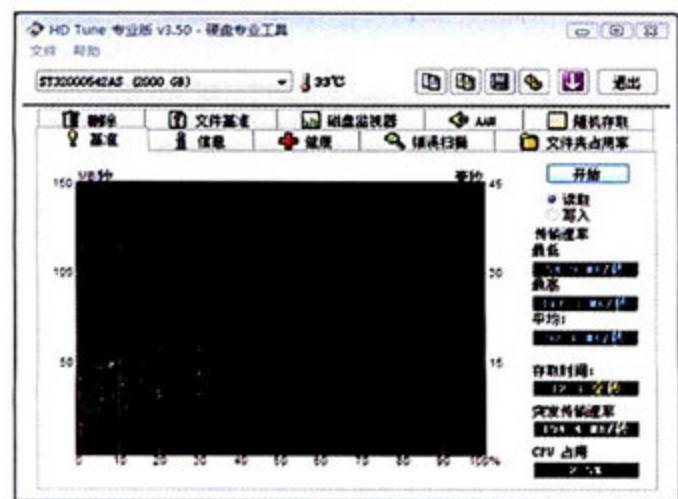 HD Tune 专业版 v3.50 - 硬盘专业工具
文件 帮助
(2000 GB) 33℃ 退出
文件基准 磁盘监视器 AAM 随机存取
基准 信息 健康 错误扫描 文件夹占用率
MB/秒 毫秒 开始
150 45
读取
写入
传输速率
最低
100 30
最高
平均:
50 15
存取时间:
突发传输速率
CPU 占用
0 10 20 30 40 50 60 70 80 90 100%